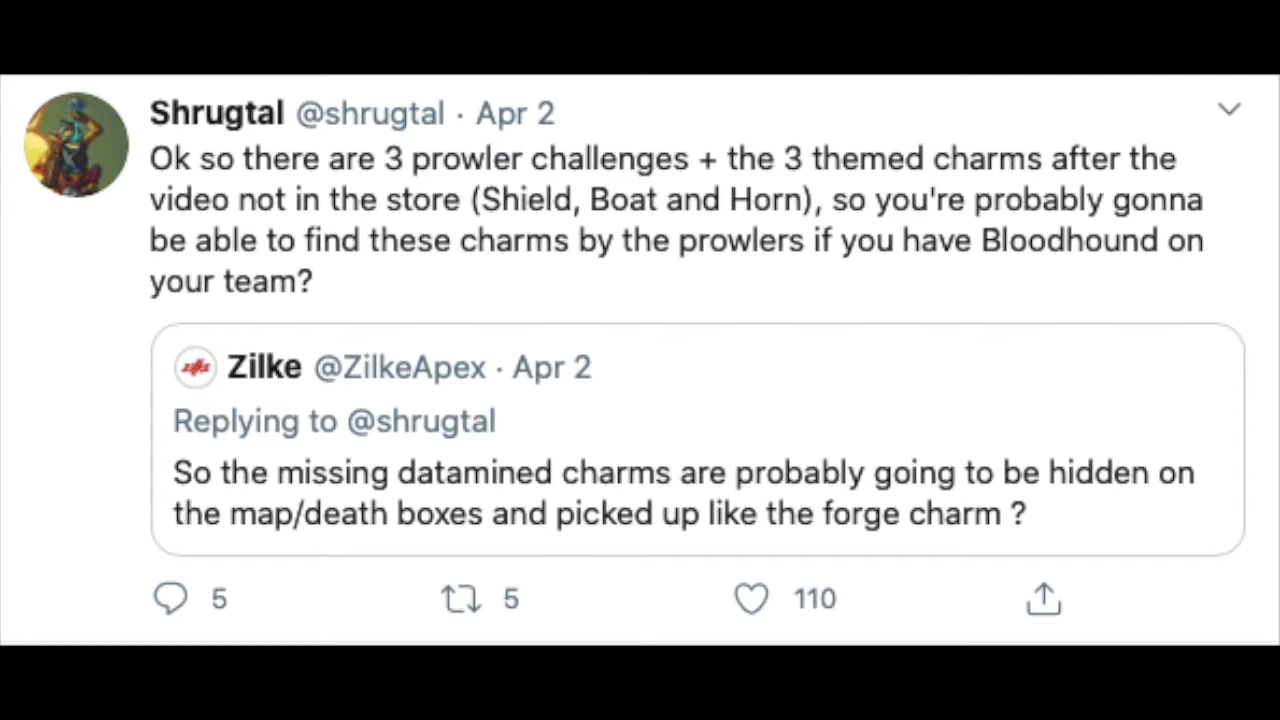 Shrugtal @shrugtal · Apr 2
Ok so there are 3 prowler challenges + the 3 themed charms after the
video not in the store (Shield, Boat and Horn), so you're probably gonna
be able to find these charms by the prowlers if you have Bloodhound on
your team?
Zilke @ZilkeApex · Apr 2
Replying to @shrugtal
So the missing datamined charms are probably going to be hidden on
the map/death boxes and picked up like the forge charm ?
5 5 110